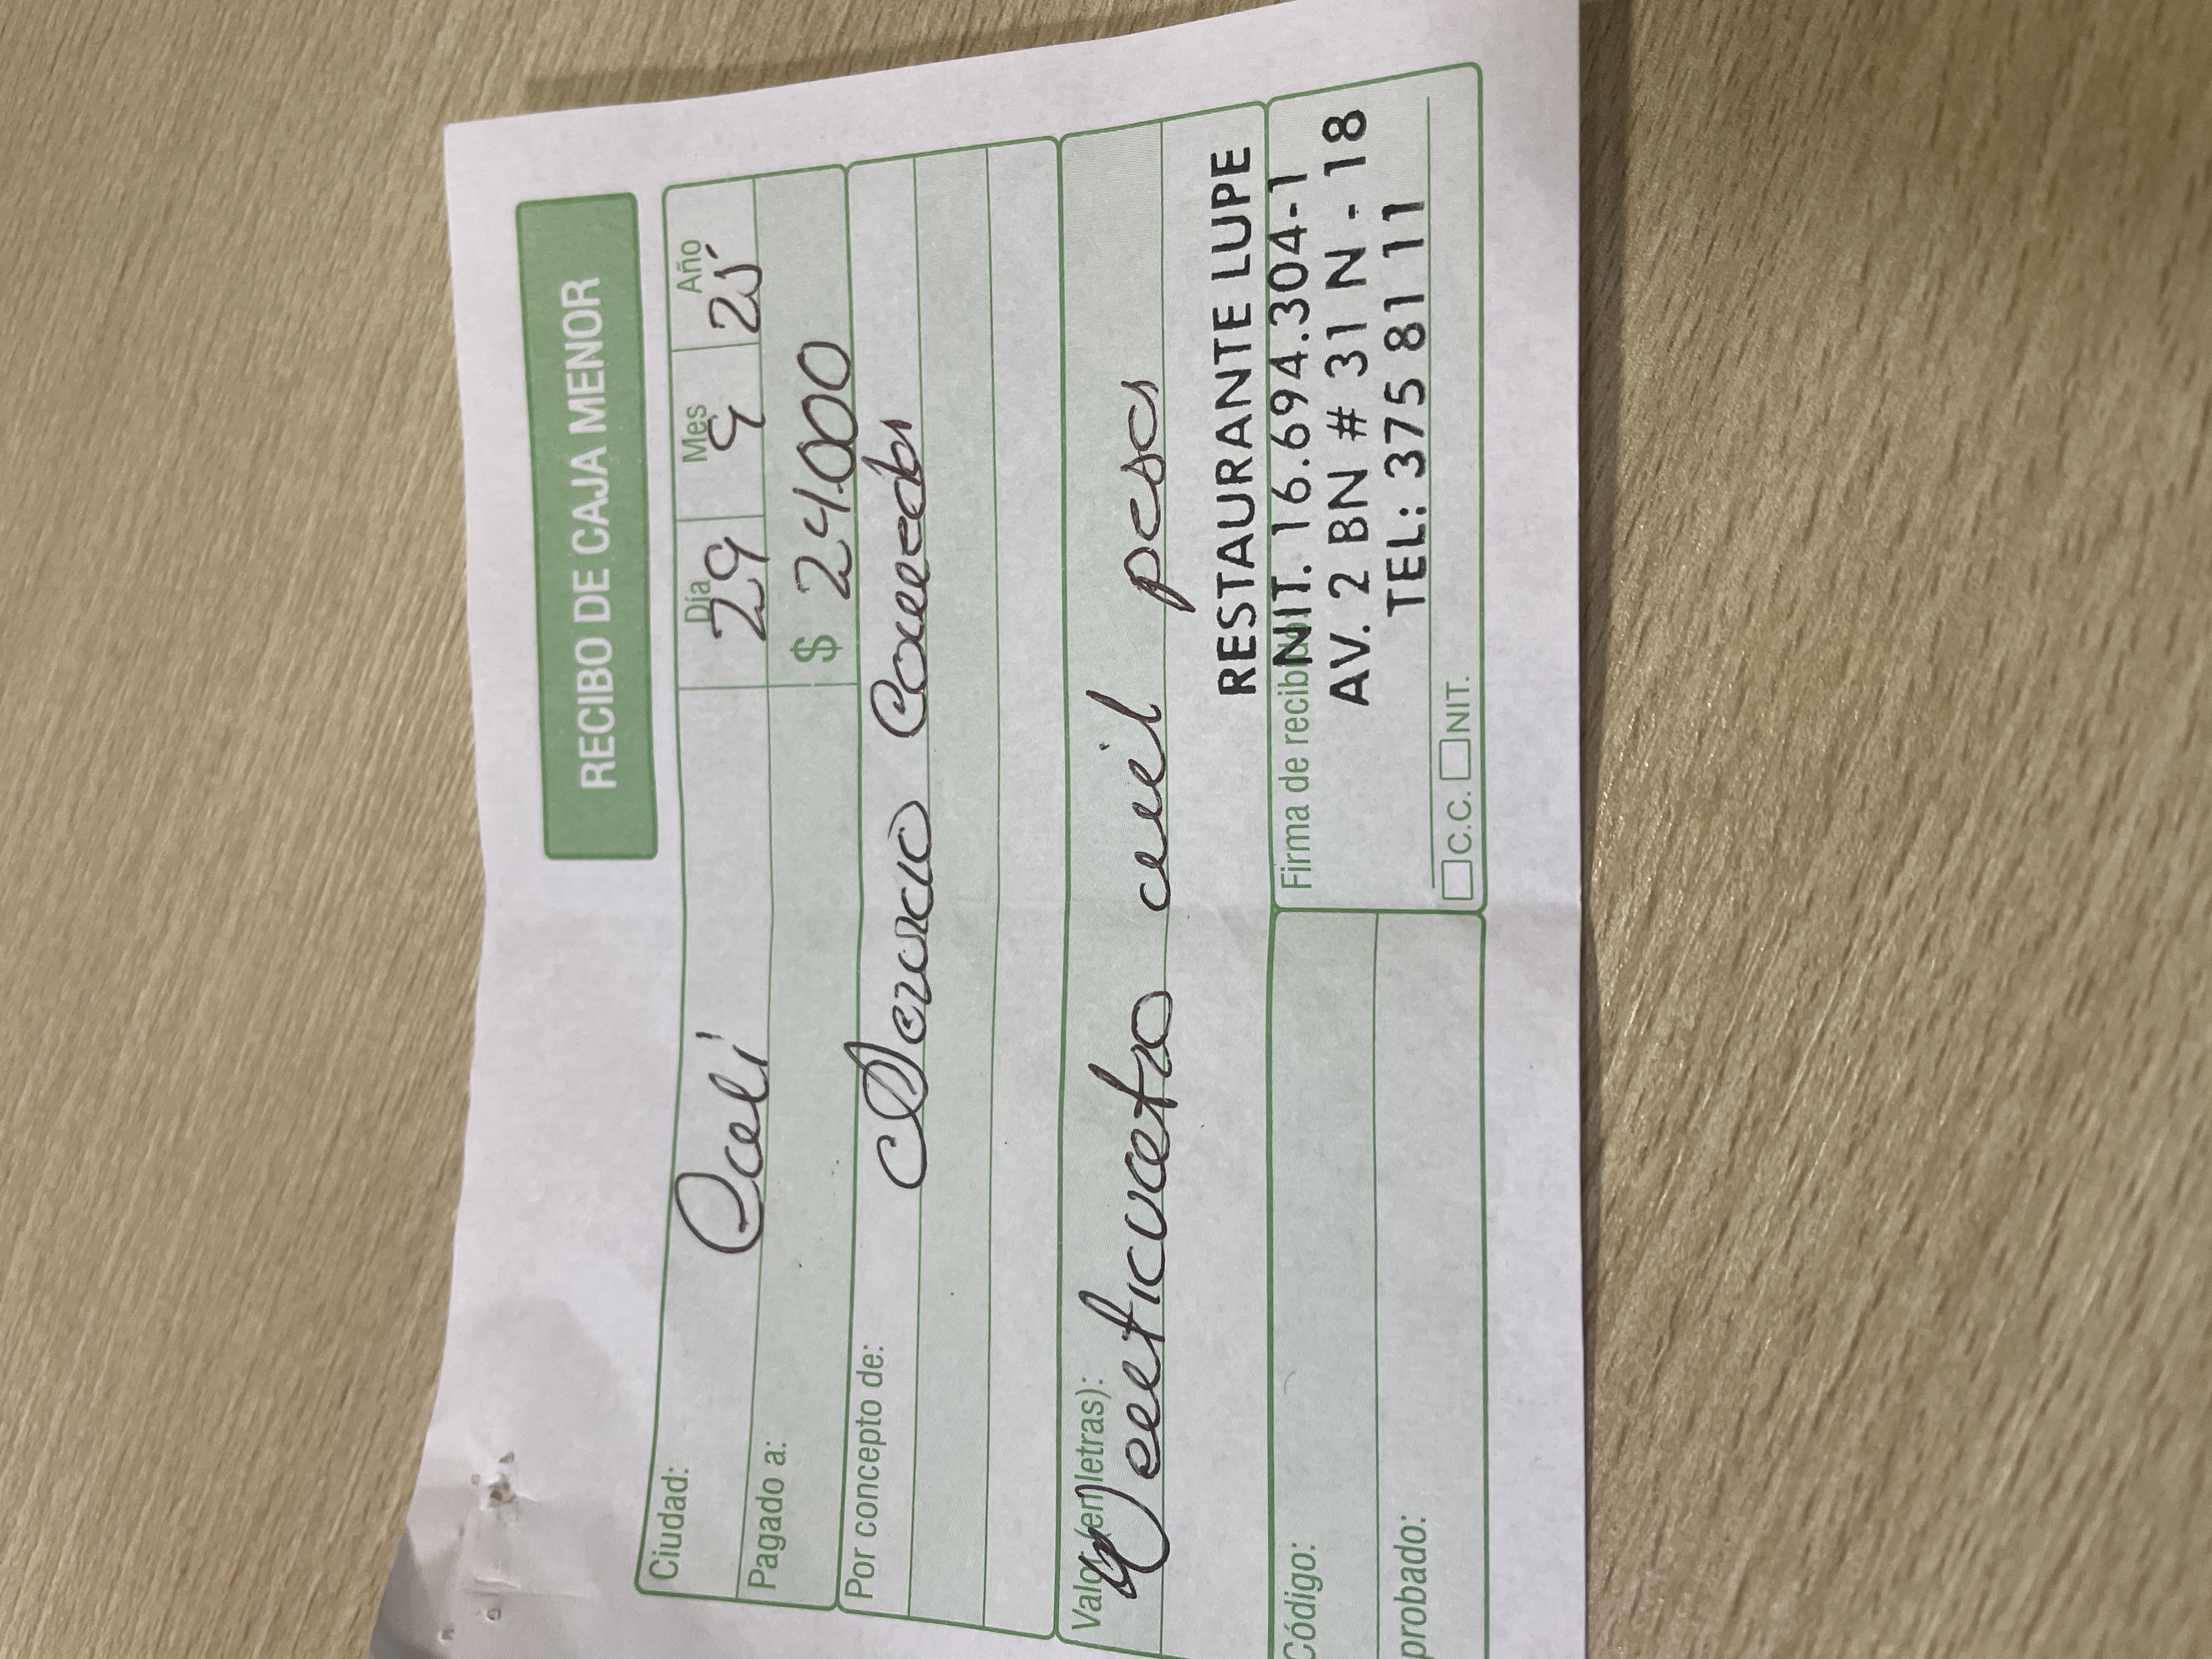 RECIBO DE CAJA MENOR
Ciudad: Cali Día 29 Mes 9 Año 25
Pagado a: $ 24.000
Por concepto de: Servicio Comedor
Valor (en letras): Veinticuatro mil pesos
RESTAURANTE LUPE
Firma de recibido NIT. 16.694.304-1
AV. 2 BN # 31 N - 18
TEL: 375 81 11
C.C. NIT.
Código:
probado: